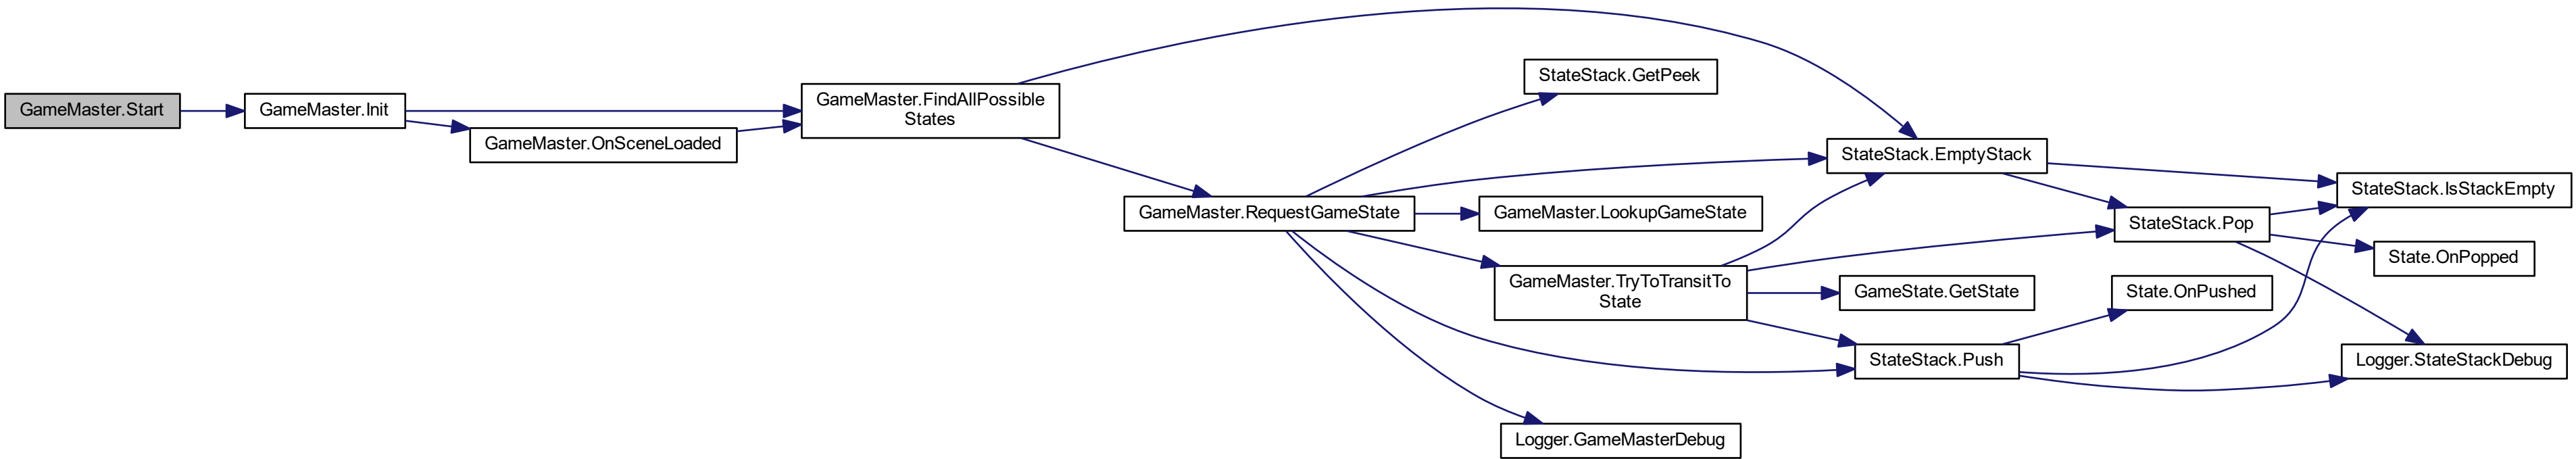 GameMaster.Start
GameMaster.Init
GameMaster.OnSceneLoaded
GameMaster.FindAllPossible
States
GameMaster.RequestGameState
StateStack.GetPeek
GameMaster.LookupGameState
GameMaster.TryToTransitTo
State
Logger.GameMasterDebug
StateStack.EmptyStack
GameState.GetState
StateStack.Push
StateStack.Pop
State.OnPushed
StateStack.IsStackEmpty
State.OnPopped
Logger.StateStackDebug